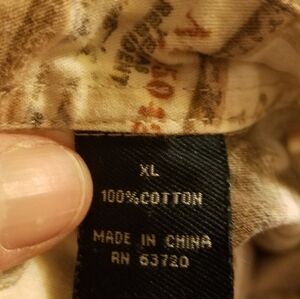 XL
100% COTTON
MADE IN CHINA
RN 63720